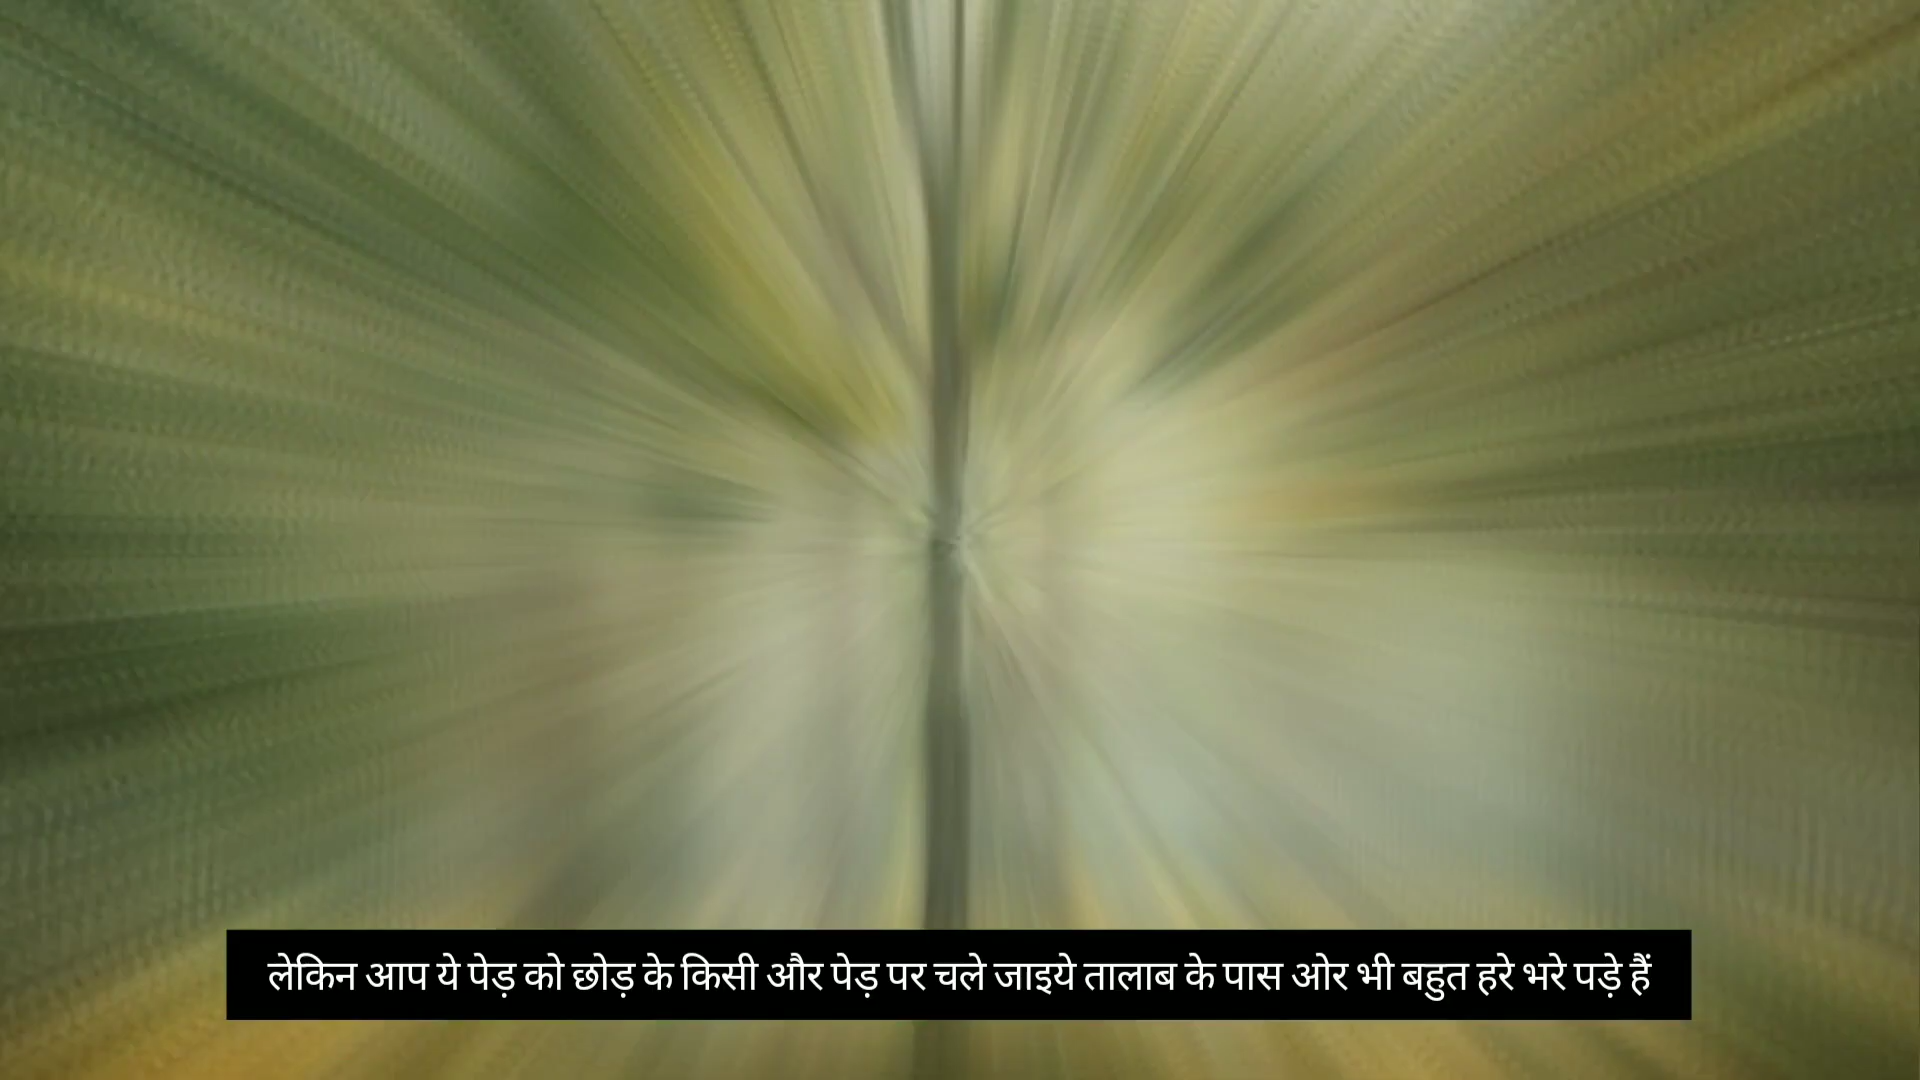 लेकिन आप ये पेड़ को छोड़ के किसी और पेड़ पर चले जाइये तालाब के पास ओर भी बहुत हरे भरे पड़े हैं